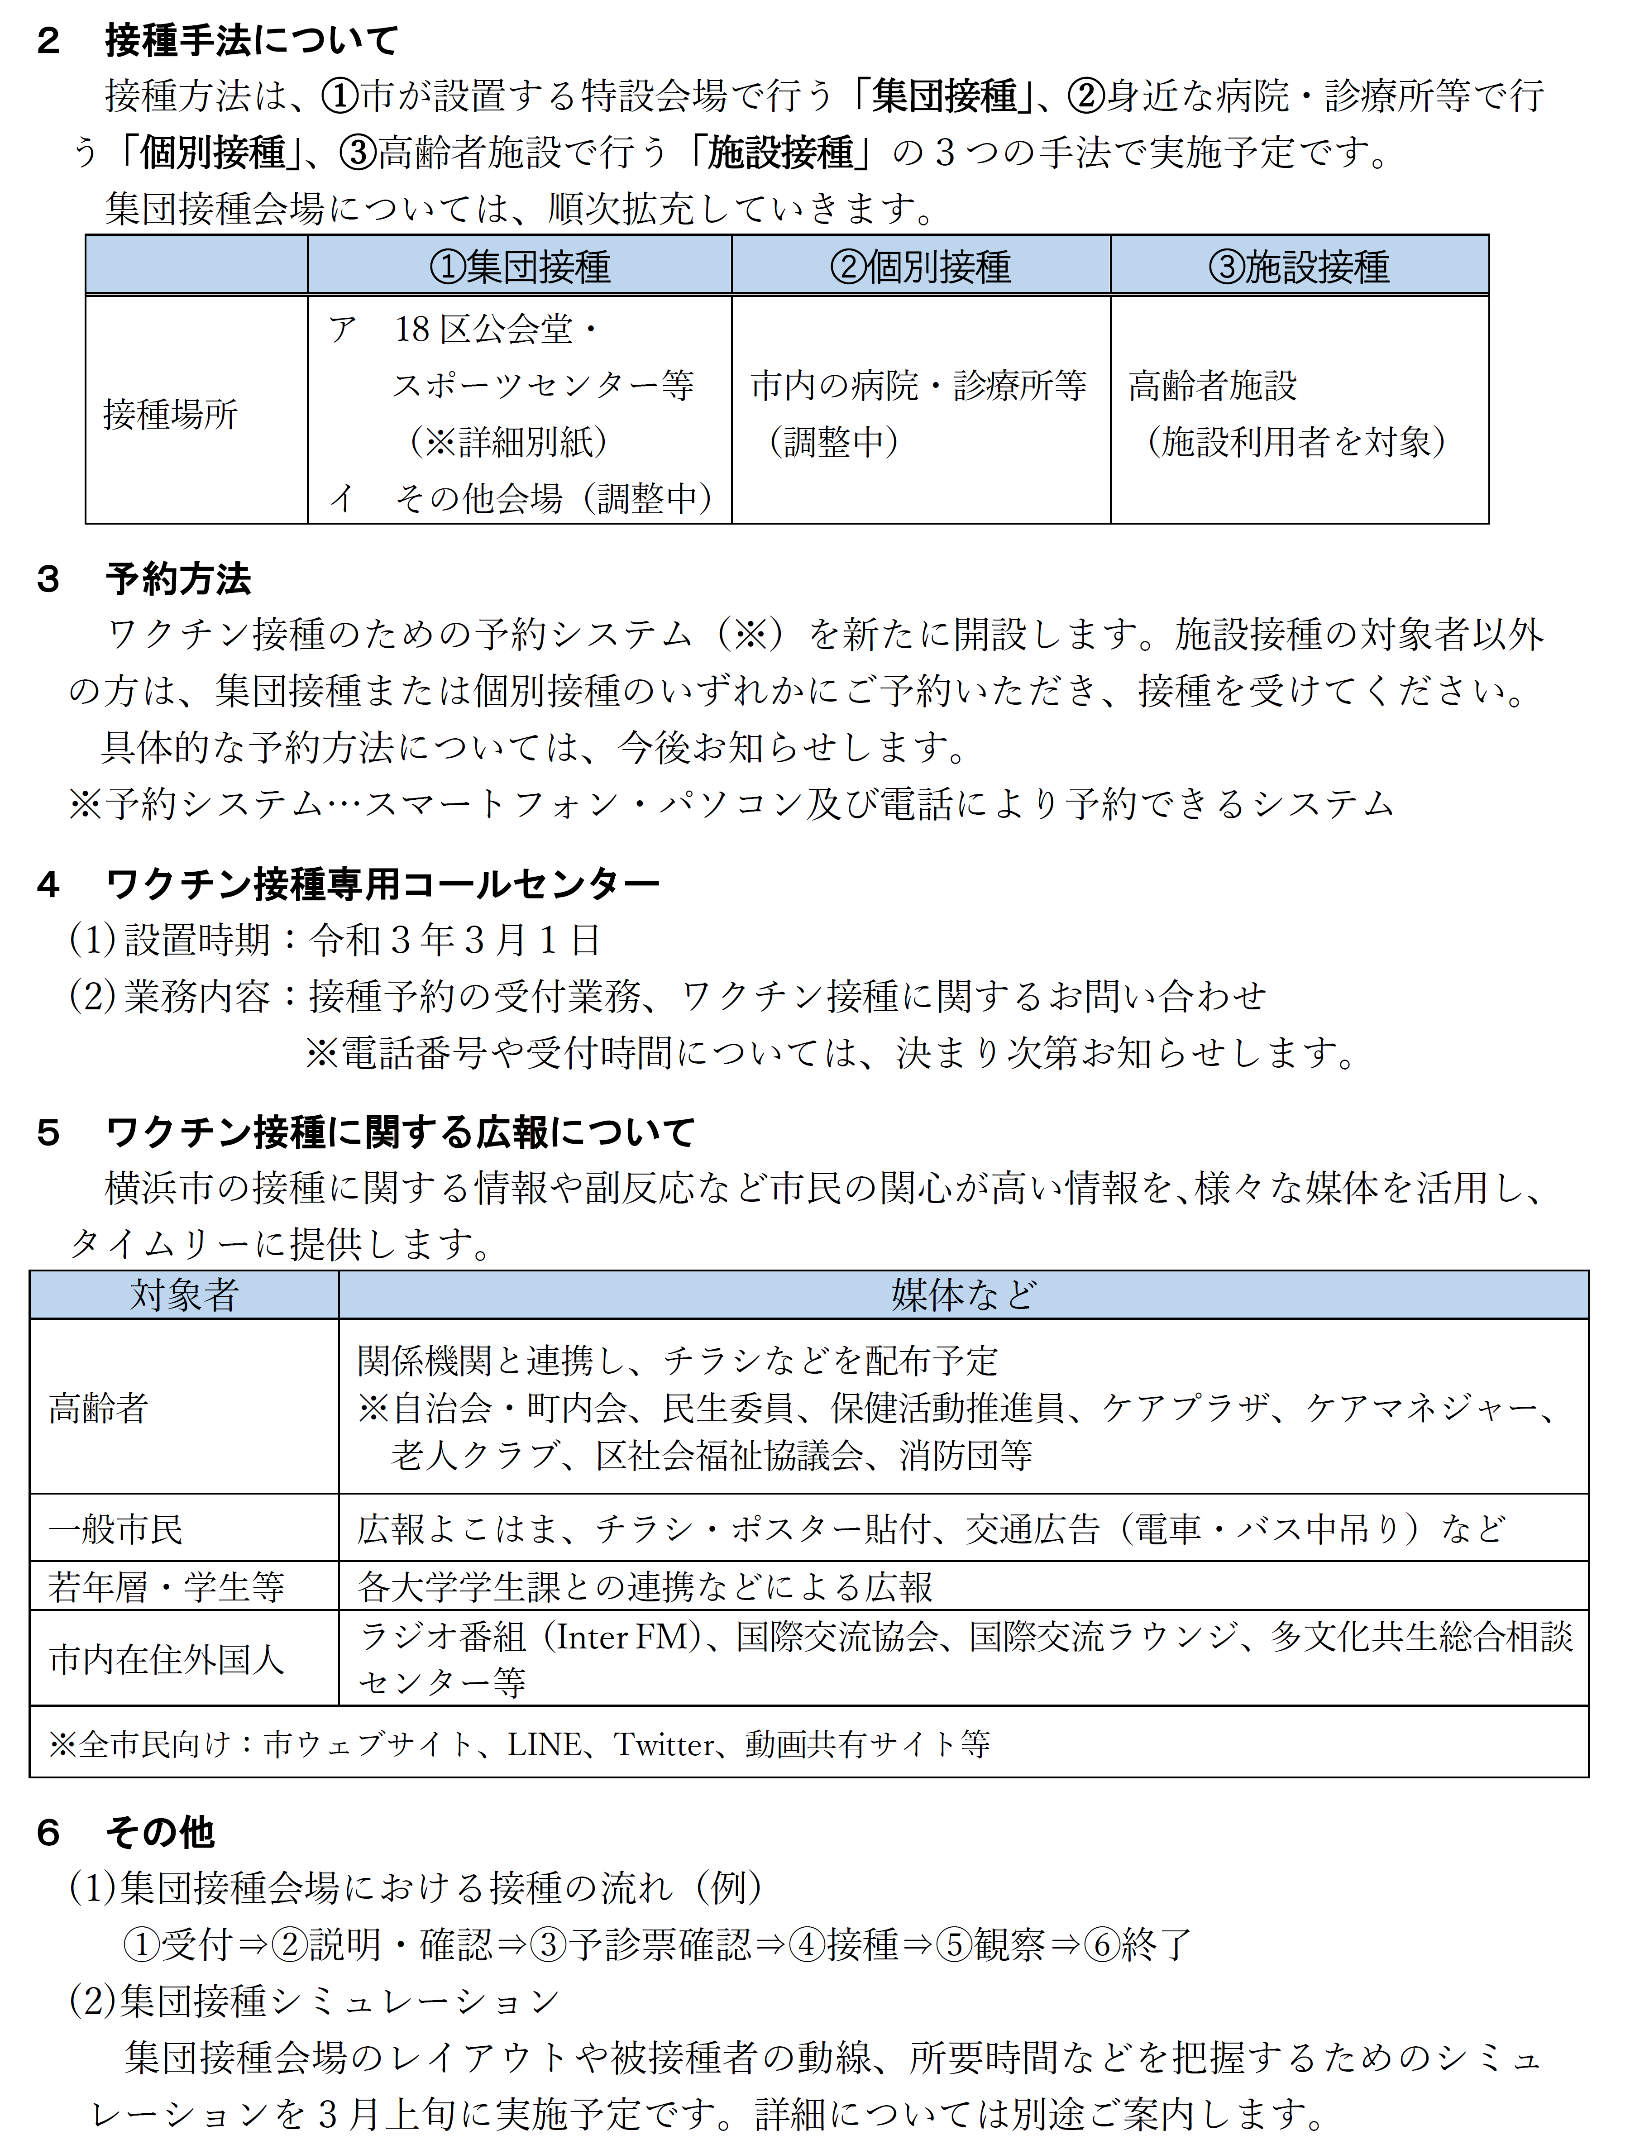 ２　接種手法について
接種方法は、①市が設置する特設会場で行う「集団接種」、②身近な病院・診療所等で行
う「個別接種」、③高齢者施設で行う「施設接種」の３つの手法で実施予定です。
集団接種会場については、順次拡充していきます。
①集団接種　②個別接種　③施設接種
接種場所
ア　18 区公会堂・
スポーツセンター等
（※詳細別紙）
イ　その他会場（調整中）
市内の病院・診療所等
（調整中）
高齢者施設
（施設利用者を対象）
３　予約方法
ワクチン接種のための予約システム（※）を新たに開設します。施設接種の対象者以外
の方は、集団接種または個別接種のいずれかにご予約いただき、接種を受けてください。
具体的な予約方法については、今後お知らせします。
※予約システム…スマートフォン・パソコン及び電話により予約できるシステム
４　ワクチン接種専用コールセンター
(1) 設置時期：令和３年３月１日
(2) 業務内容：接種予約の受付業務、ワクチン接種に関するお問い合わせ
※電話番号や受付時間については、決まり次第お知らせします。
５　ワクチン接種に関する広報について
横浜市の接種に関する情報や副反応など市民の関心が高い情報を、様々な媒体を活用し、
タイムリーに提供します。
対象者　媒体など
高齢者
関係機関と連携し、チラシなどを配布予定
※自治会・町内会、民生委員、保健活動推進員、ケアプラザ、ケアマネジャー、
老人クラブ、区社会福祉協議会、消防団等
一般市民　広報よこはま、チラシ・ポスター貼付、交通広告（電車・バス中吊り）など
若年層・学生等　各大学学生課との連携などによる広報
市内在住外国人
ラジオ番組（Inter FM）、国際交流協会、国際交流ラウンジ、多文化共生総合相談
センター等
※全市民向け：市ウェブサイト、LINE、Twitter、動画共有サイト等
６　その他
(1)集団接種会場における接種の流れ（例）
①受付⇒②説明・確認⇒③予診票確認⇒④接種⇒⑤観察⇒⑥終了
(2)集団接種シミュレーション
集団接種会場のレイアウトや被接種者の動線、所要時間などを把握するためのシミュ
レーションを３月上旬に実施予定です。詳細については別途ご案内します。